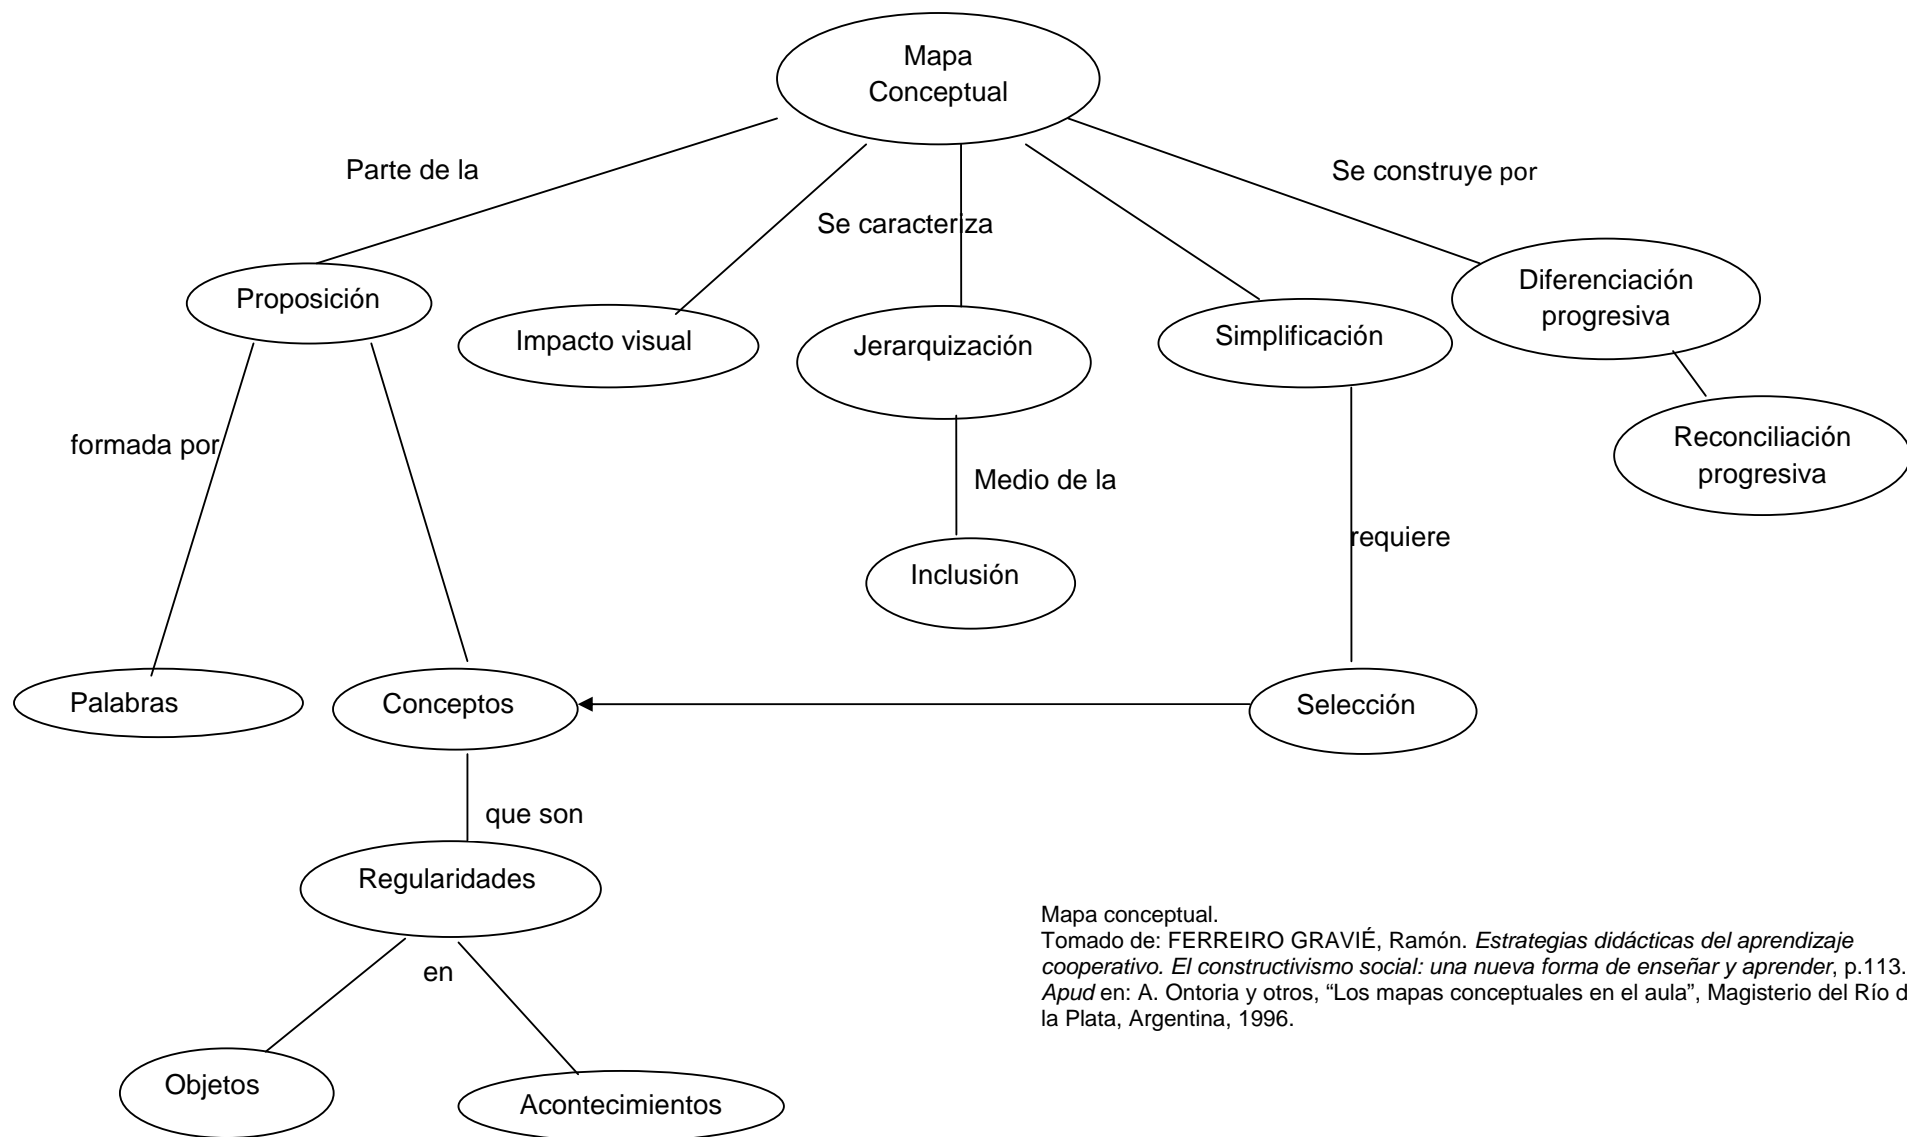 Mapa
Conceptual
Parte de la
Se construye por
Se caracteriza
Proposición
Impacto visual
Jerarquización
Simplificación
Diferenciación
progresiva
formada por
Medio de la
Reconciliación
progresiva
requiere
Inclusión
Palabras
Conceptos
Selección
que son
Regularidades
en
Objetos
Acontecimientos
Mapa conceptual.
Tomado de: FERREIRO GRAVIÉ, Ramón. Estrategias didácticas del aprendizaje
cooperativo. El constructivismo social: una nueva forma de enseñar y aprender, p.113.
Apud en: A. Ontoria y otros, “Los mapas conceptuales en el aula”, Magisterio del Río d
la Plata, Argentina, 1996.